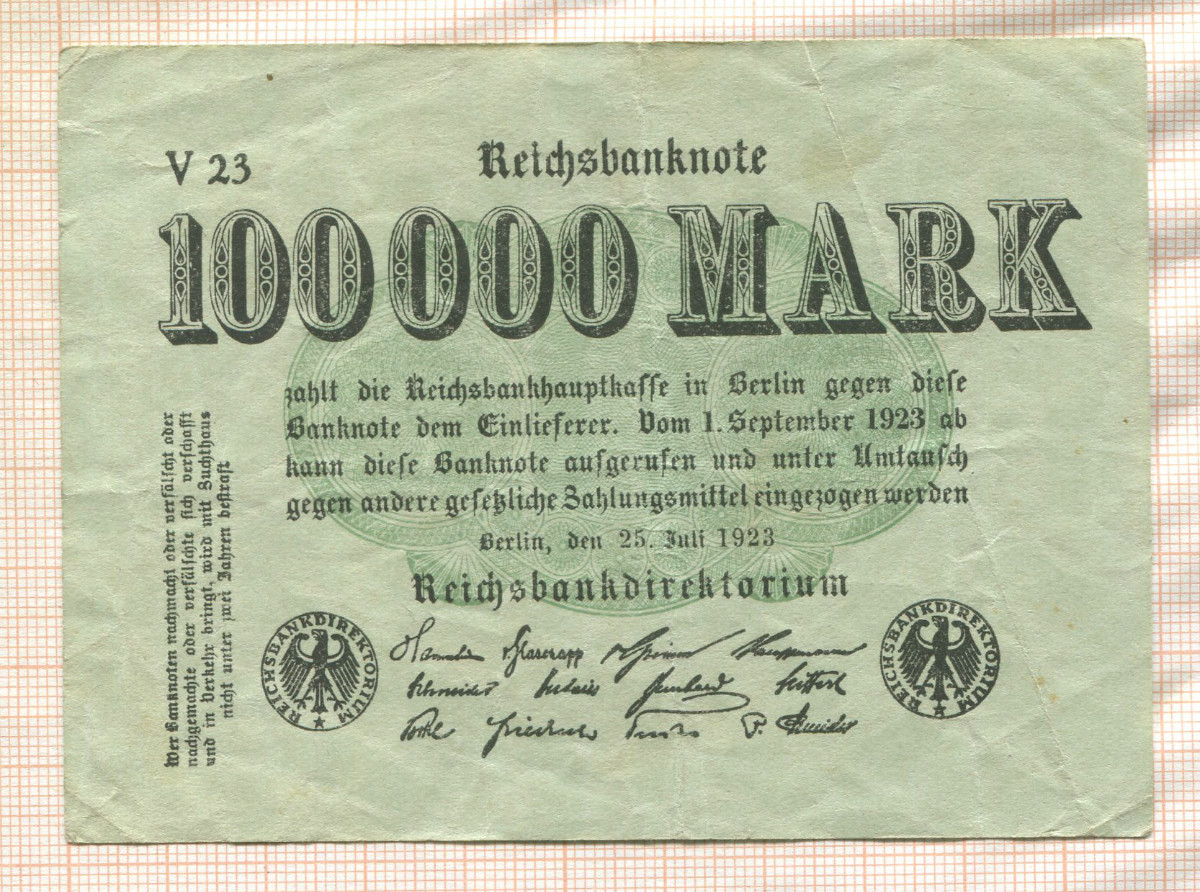 V 23
Reichsbanknote
100000 MARK
zahlt die Reichsbankhauptkasse in Berlin gegen diese
Banknote dem Einlieferer. Vom 1. September 1923 ab
kann diese Banknote aufgerufen und unter Umtausch
gegen andere gesetzliche Zahlungsmittel eingezogen werden
Berlin, den 25. Juli 1923
Reichsbankdirektorium
Wer Banknoten nachmacht oder verfälscht oder
nachgemachte oder verfälschte sich verschafft
und in Verkehr bringt, wird mit Zuchthaus
nicht unter zwei Jahren bestraft
REICHSBANKDIREKTORIUM
v. Glasenapp
Schneider
P. Schneider
REICHSBANKDIREKTORIUM